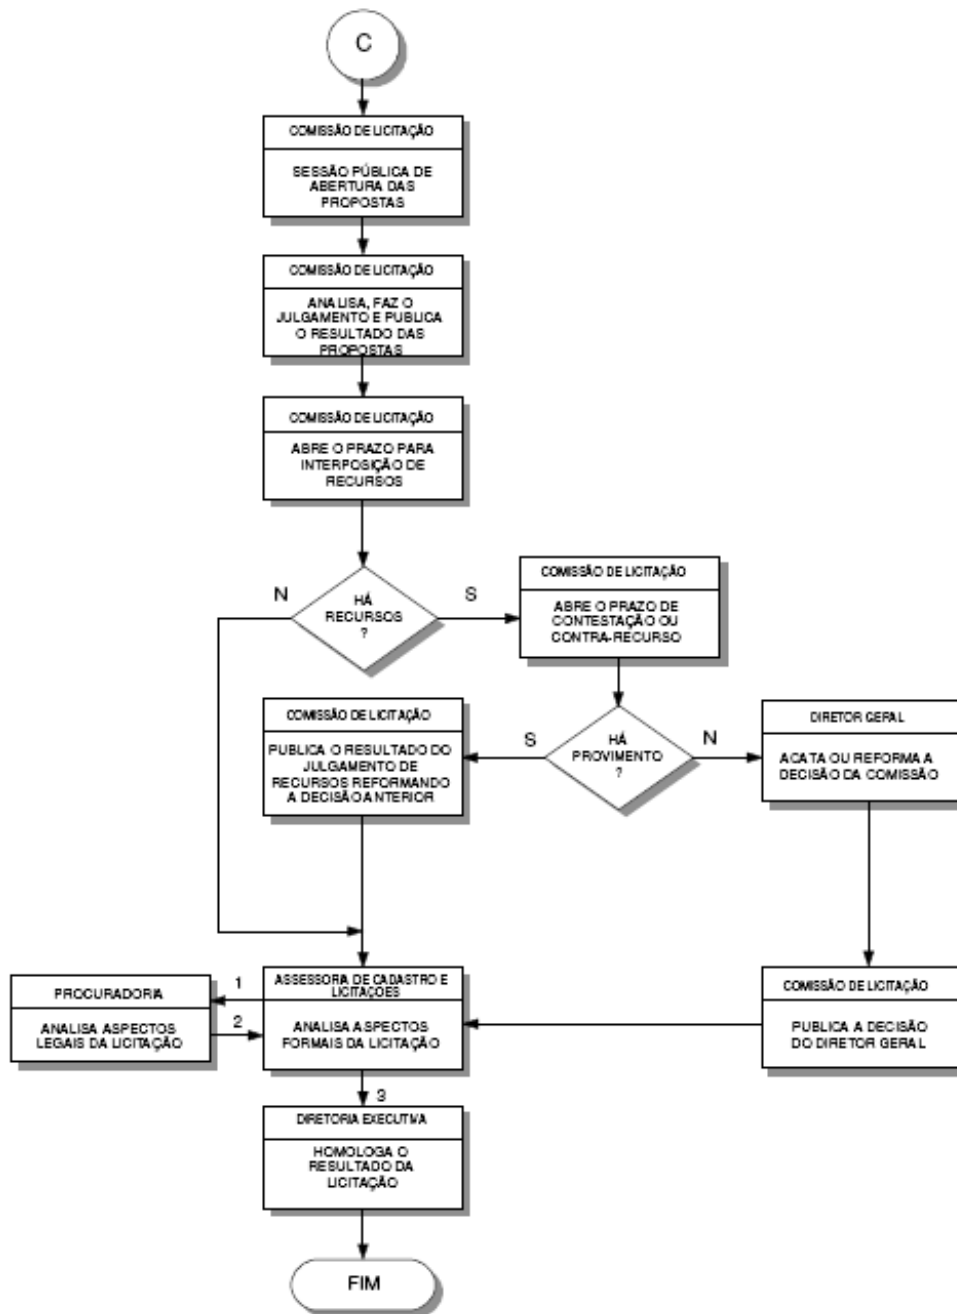 C
COMISSÃO DE LICITAÇÃO
SESSÃO PÚBLICA DE
ABERTURA DAS
PROPOSTAS
COMISSÃO DE LICITAÇÃO
ANALISA, FAZ O
JULGAMENTO E PUBLICA
O RESULTADO DAS
PROPOSTAS
COMISSÃO DE LICITAÇÃO
ABRE O PRAZO PARA
INTERPOSIÇÃO DE
RECURSOS
N
HÁ
RECURSOS
?
S
COMISSÃO DE LICITAÇÃO
ABRE O PRAZO DE
CONTESTAÇÃO OU
CONTRA-RECURSO
COMISSÃO DE LICITAÇÃO
PUBLICA O RESULTADO DO
JULGAMENTO DE
RECURSOS REFORMANDO
A DECISÃO ANTERIOR
S
HÁ
PROVIMENTO
?
N
DIRETOR GERAL
ACATA OU REFORMA A
DECISÃO DA COMISSÃO
PROCURADORIA
ANALISA ASPECTOS
LEGAIS DA LICITAÇÃO
1
2
ASSESSORA DE CADASTRO E
LICITAÇOES
ANALISA ASPECTOS
FORMAIS DA LICITAÇÃO
COMISSÃO DE LICITAÇÃO
PUBLICA A DECISÃO
DO DIRETOR GERAL
3
DIRETORIA EXECUTIVA
HOMOLOGA O
RESULTADO DA
LICITAÇÃO
FIM